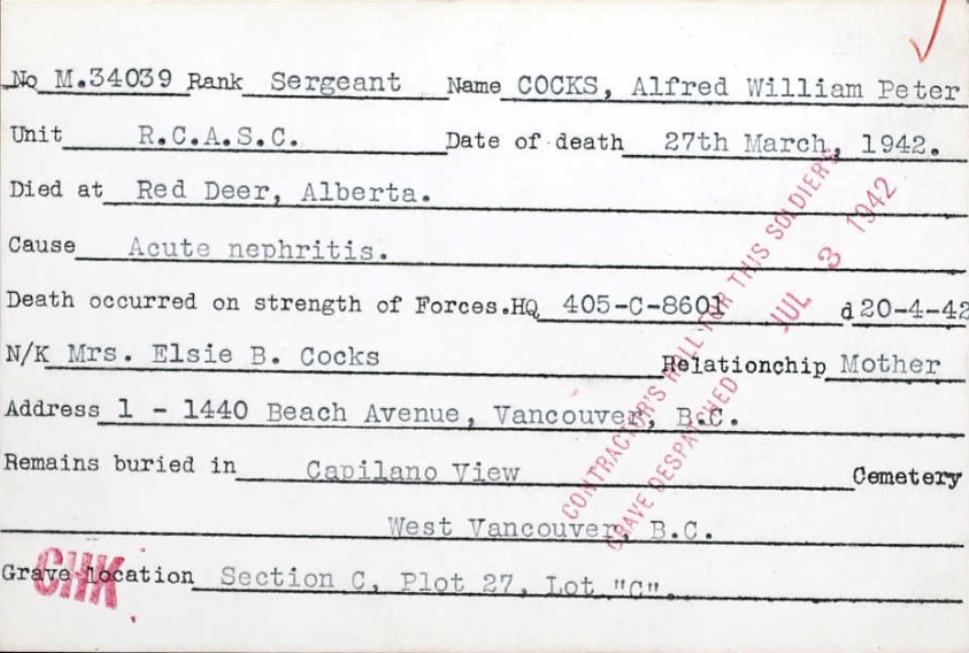 No M.34039 Rank Sergeant Name COCKS, Alfred William Peter
Unit R.C.A.S.C. Date of death 27th March, 1942.
Died at Red Deer, Alberta.
Cause Acute nephritis.
Death occurred on strength of Forces.HQ 405-C-8601 d 20-4-42
N/K Mrs. Elsie B. Cocks Relationchip Mother
Address 1 - 1440 Beach Avenue, Vancouver, B.C.
Remains buried in Capilano View Cemetery
West Vancouver, B.C.
Grave location Section C, Plot 27, Lot "C".
CONTRACTOR'S ROLL FOR THIS SOLDIERS
GRAVE DESPATCHED JUL 3 1942
CHK